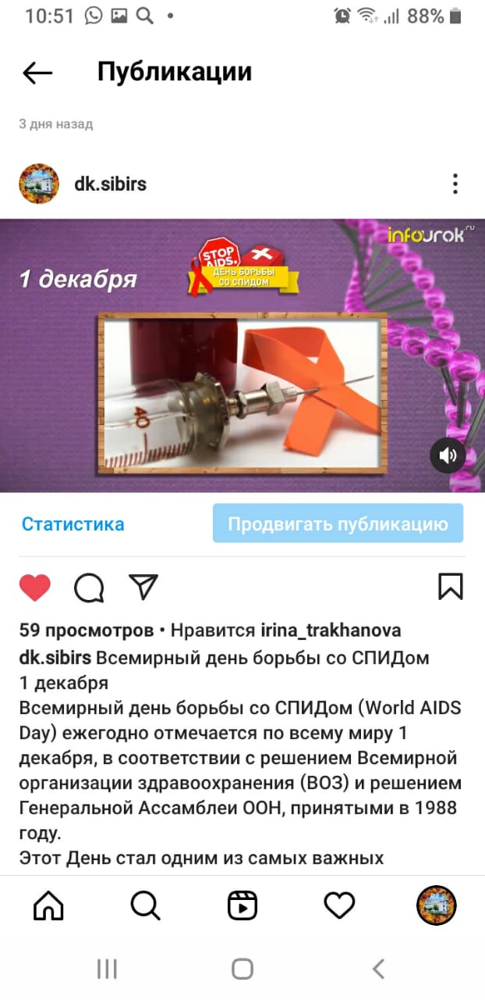 10:51
88%
Публикации
3 дня назад
dk.sibirs
infourok.ru
1 декабря
STOP
AIDS.
ДЕНЬ БОРЬБЫ
СО СПИДОМ
40
Статистика
Продвигать публикацию
59 просмотров • Нравится irina_trakhanova
dk.sibirs Всемирный день борьбы со СПИДом
1 декабря
Всемирный день борьбы со СПИДом (World AIDS
Day) ежегодно отмечается по всему миру 1
декабря, в соответствии с решением Всемирной
организации здравоохранения (ВОЗ) и решением
Генеральной Ассамблеи ООН, принятыми в 1988
году.
Этот День стал одним из самых важных